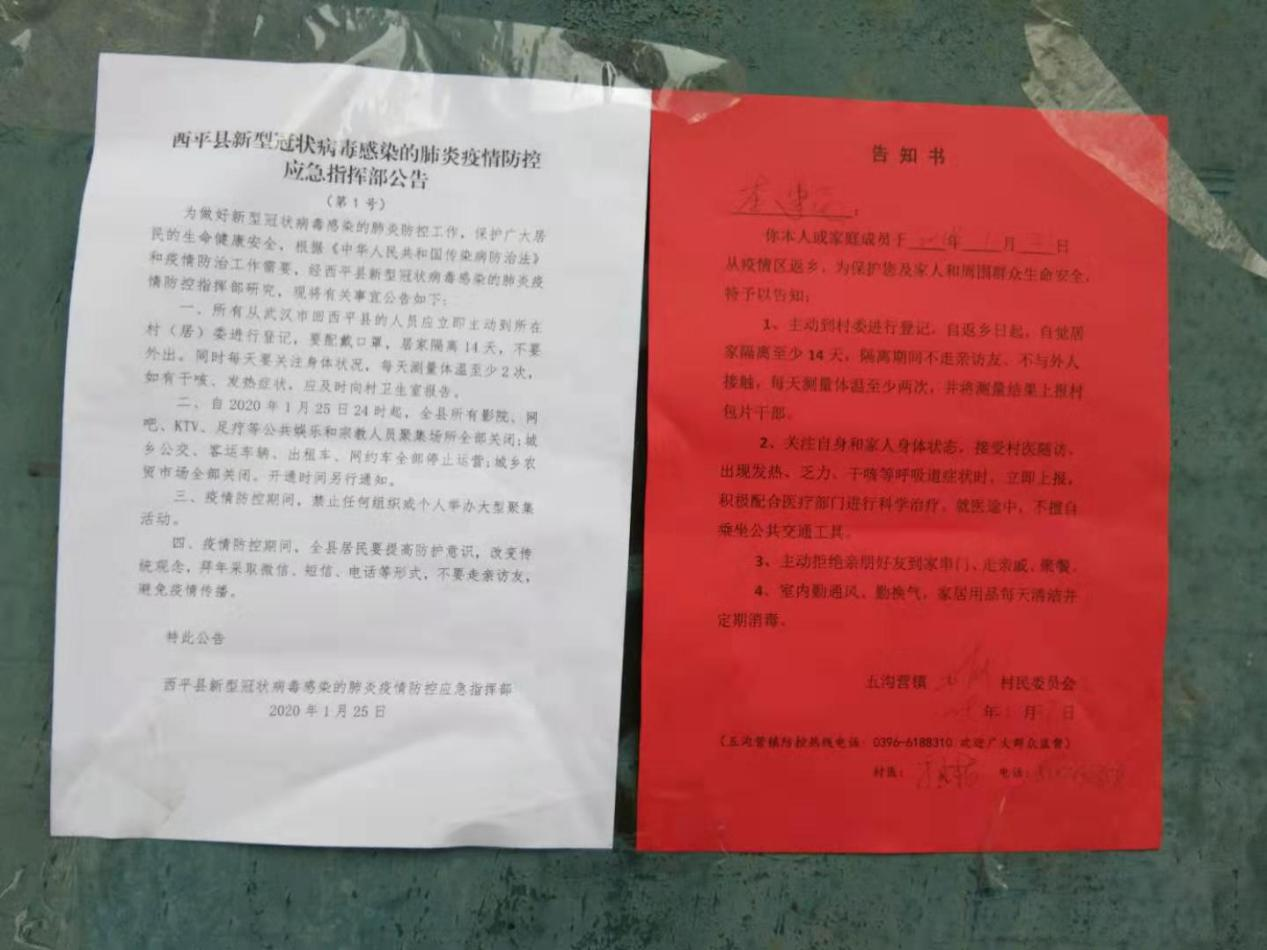 西平县新型冠状病毒感染的肺炎疫情防控
应急指挥部公告
（第1号）
为做好新型冠状病毒感染的肺炎防控工作，保护广大居
民的生命健康安全，根据《中华人民共和国传染病防治法》
和疫情防治工作需要，经西平县新型冠状病毒感染的肺炎疫
情防控指挥部研究，现将有关事宜公告如下：
一、所有从武汉市回西平县的人员应立即主动到所在
村（居）委进行登记，要配戴口罩，居家隔离14天，不要
外出。同时每天要关注身体状况，每天测量体温至少2次，
如有干咳、发热症状，应及时向村卫生室报告。
二、自2020年1月25日24时起，全县所有影院、网
吧、KTV、足疗等公共娱乐和宗教人员聚集场所全部关闭;城
乡公交、客运车辆、出租车、网约车全部停止运营;城乡农
贸市场全部关闭。开通时间另行通知。
三、疫情防控期间，禁止任何组织或个人举办大型聚集
活动。
四、疫情防控期间，全县居民要提高防护意识，改变传
统观念，拜年采取微信、短信、电话等形式，不要走亲访友，
避免疫情传播。
特此公告
西平县新型冠状病毒感染的肺炎疫情防控应急指挥部
2020年1月25日
告知书
你本人或家庭成员于 年 月 日
从疫情区返乡，为保护您及家人和周围群众生命安全，
特予以告知：
1、主动到村委进行登记，自返乡日起，自觉居
家隔离至少14天，隔离期间不走亲访友、不与外人
接触，每天测量体温至少两次，并将测量结果上报村
包片干部。
2、关注自身和家人身体状态，接受村医随访、
出现发热、乏力、干咳等呼吸道症状时，立即上报，
积极配合医疗部门进行科学治疗，就医途中，不擅自
乘坐公共交通工具。
3、主动拒绝亲朋好友到家串门、走亲戚、聚餐。
4、室内勤通风、勤换气，家居用品每天清洁并
定期消毒。
五沟营镇 村民委员会
年 月 日
（五沟营镇防控热线电话：0396-6188310 欢迎广大群众监督）
村医： 电话：